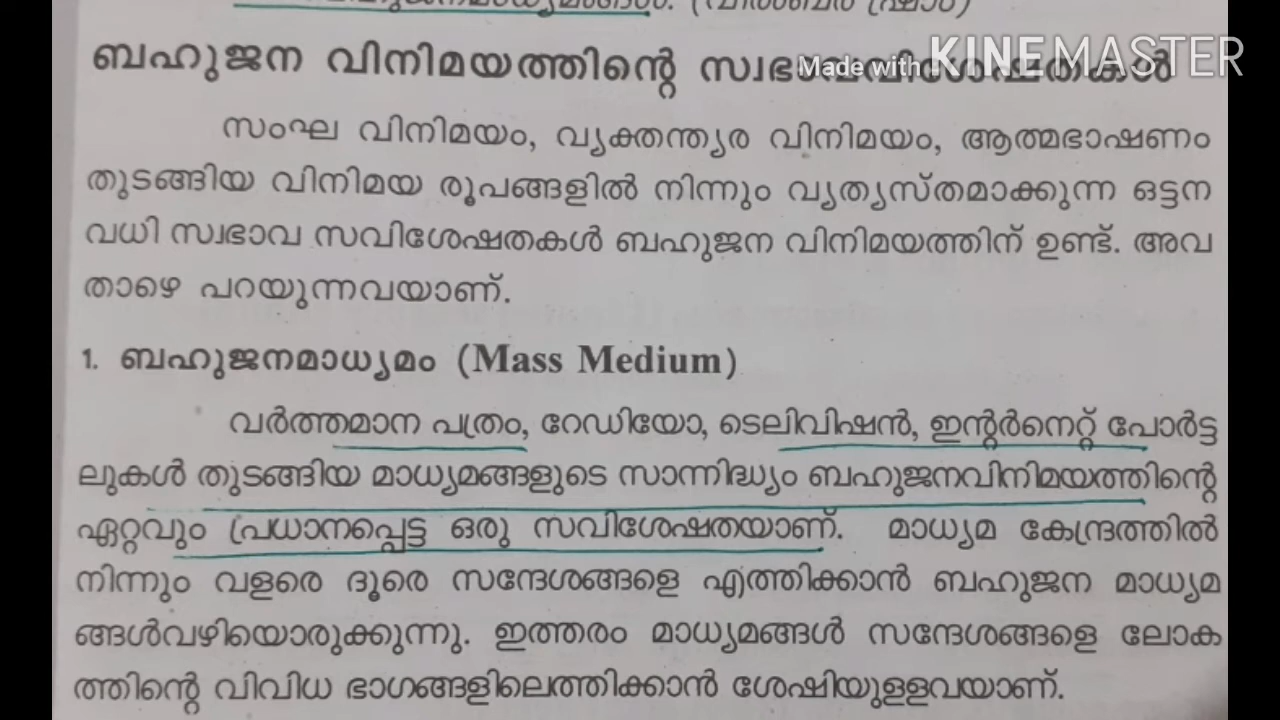 ബഹുജന വിനിമയത്തിന്റെ സ്വഭാവവിശേഷതകൾ
Made with KINEMASTER
സംഘ വിനിമയം, വ്യക്തന്ത്യര വിനിമയം, ആത്മഭാഷണം
തുടങ്ങിയ വിനിമയ രൂപങ്ങളിൽ നിന്നും വ്യത്യസ്തമാക്കുന്ന ഒട്ടന
വധി സ്വഭാവ സവിശേഷതകൾ ബഹുജന വിനിമയത്തിന് ഉണ്ട്. അവ
താഴെ പറയുന്നവയാണ്.
1. ബഹുജനമാധ്യമം (Mass Medium)
വർത്തമാന പത്രം, റേഡിയോ, ടെലിവിഷൻ, ഇന്റർനെറ്റ് പോർട്ട
ലുകൾ തുടങ്ങിയ മാധ്യമങ്ങളുടെ സാന്നിദ്ധ്യം ബഹുജനവിനിമയത്തിന്റെ
ഏറ്റവും പ്രധാനപ്പെട്ട ഒരു സവിശേഷതയാണ്. മാധ്യമ കേന്ദ്രത്തിൽ
നിന്നും വളരെ ദൂരെ സന്ദേശങ്ങളെ എത്തിക്കാൻ ബഹുജന മാധ്യമ
ങ്ങൾവഴിയൊരുക്കുന്നു. ഇത്തരം മാധ്യമങ്ങൾ സന്ദേശങ്ങളെ ലോക
ത്തിന്റെ വിവിധ ഭാഗങ്ങളിലെത്തിക്കാൻ ശേഷിയുള്ളവയാണ്.